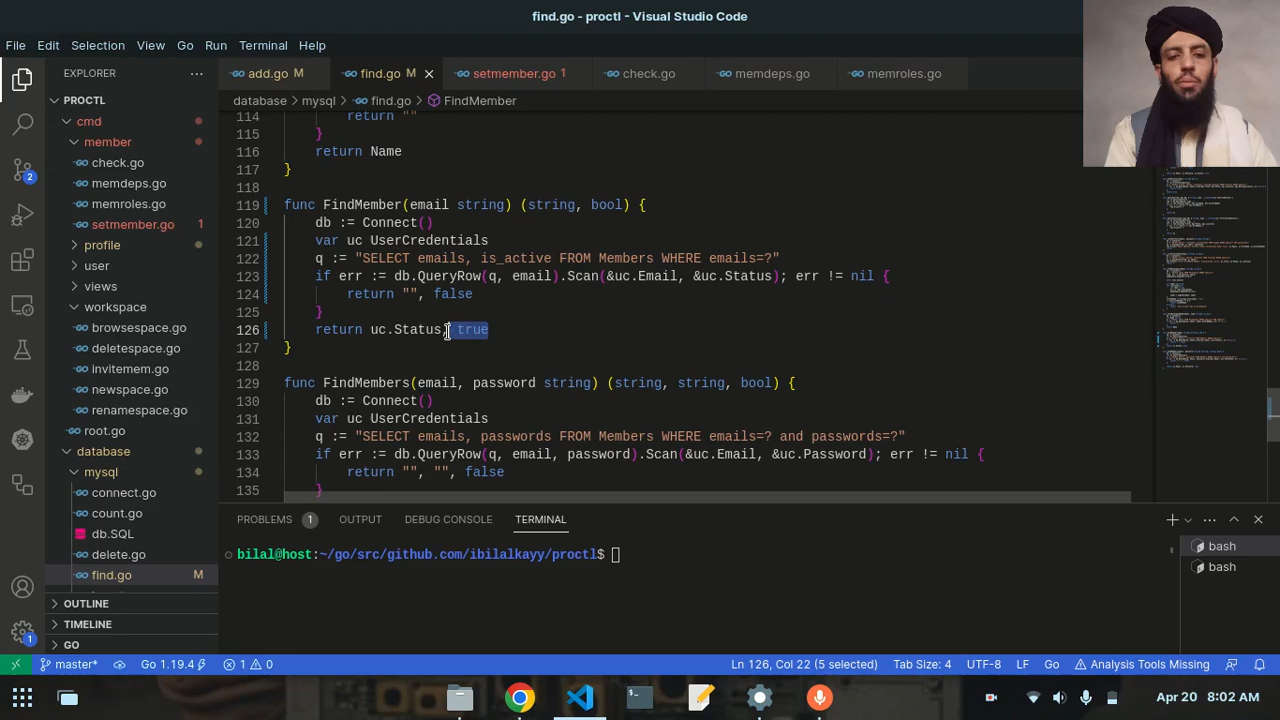 find.go - proctl - Visual Studio Code
File Edit Selection View Go Run Terminal Help
EXPLORER
add.go M find.go M setmember.go 1 check.go memdeps.go memroles.go
PROCTL
database mysql find.go FindMember
cmd
member
check.go
memdeps.go
memroles.go
setmember.go 1
profile
user
views
workspace
browsespace.go
deletespace.go
invitemem.go
newspace.go
renamespace.go
root.go
database
mysql
connect.go
count.go
db.SQL
delete.go
find.go M
OUTLINE
TIMELINE
GO
114 return ""
115 }
116 return Name
117 }
118
119 func FindMember(email string) (string, bool) {
120 db := Connect()
121 var uc UserCredentials
122 q := "SELECT emails, is_active FROM Members WHERE emails=?"
123 if err := db.QueryRow(q, email).Scan(&uc.Email, &uc.Status); err != nil {
124 return "", false
125 }
126 return uc.Status, true
127 }
128
129 func FindMembers(email, password string) (string, string, bool) {
130 db := Connect()
131 var uc UserCredentials
132 q := "SELECT emails, passwords FROM Members WHERE emails=? and passwords=?"
133 if err := db.QueryRow(q, email, password).Scan(&uc.Email, &uc.Password); err != nil {
134 return "", "", false
135 }
PROBLEMS 1 OUTPUT DEBUG CONSOLE TERMINAL
bilal@host:~/go/src/github.com/ibilalkayy/proctl$
bash
bash
2
1
master* Go 1.19.4 1 0 Ln 126, Col 22 (5 selected) Tab Size: 4 UTF-8 LF Go Analysis Tools Missing
Apr 20 8:02 AM